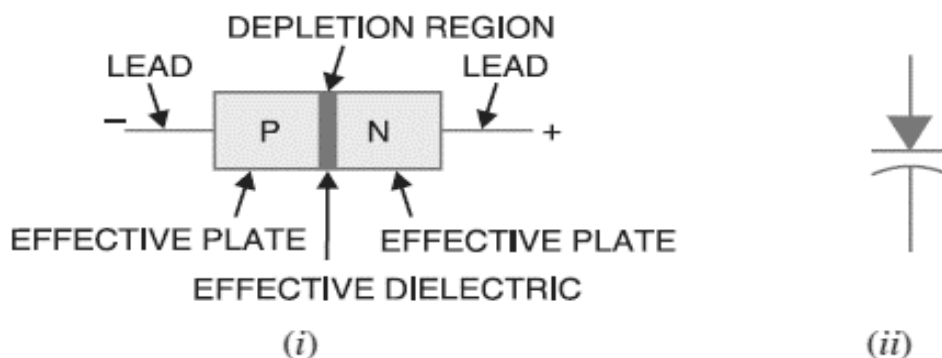 DEPLETION REGION
LEAD LEAD
− P N +
EFFECTIVE PLATE EFFECTIVE PLATE
EFFECTIVE DIELECTRIC
(i) (ii)